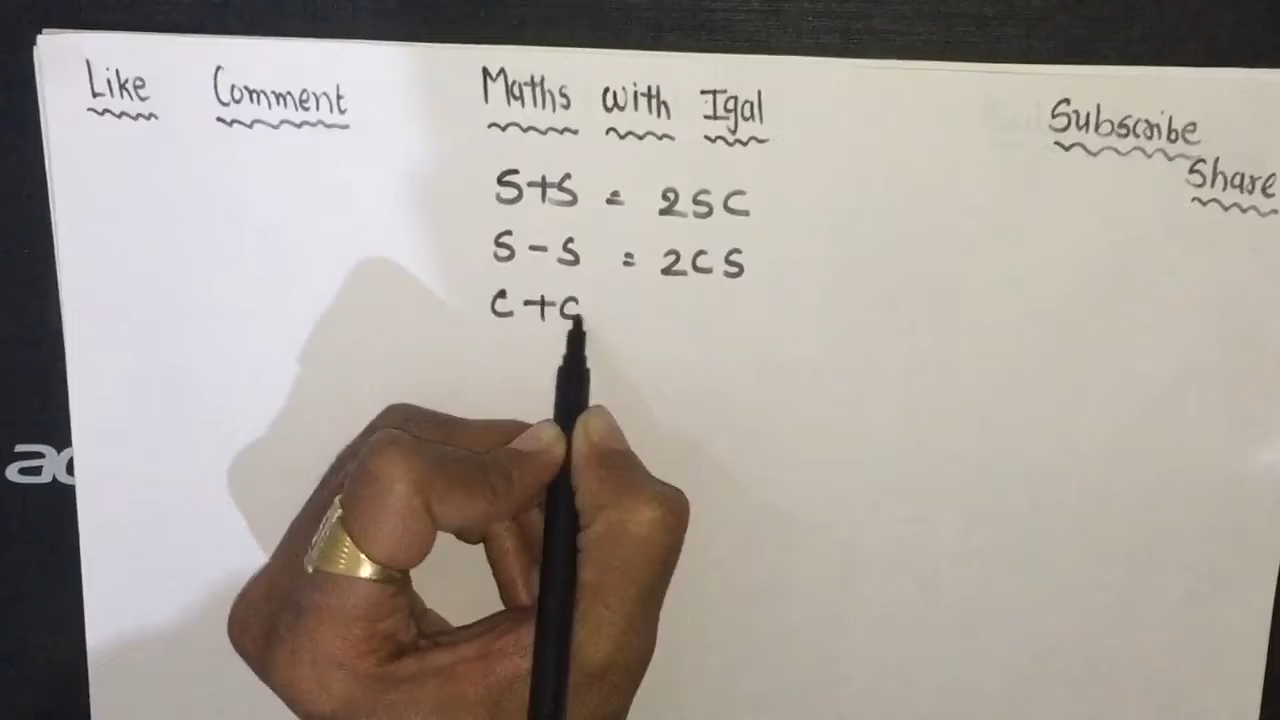 Like Comment Maths with Igal Subscribe
Share
S+S = 2SC
S-S = 2CS
C+C